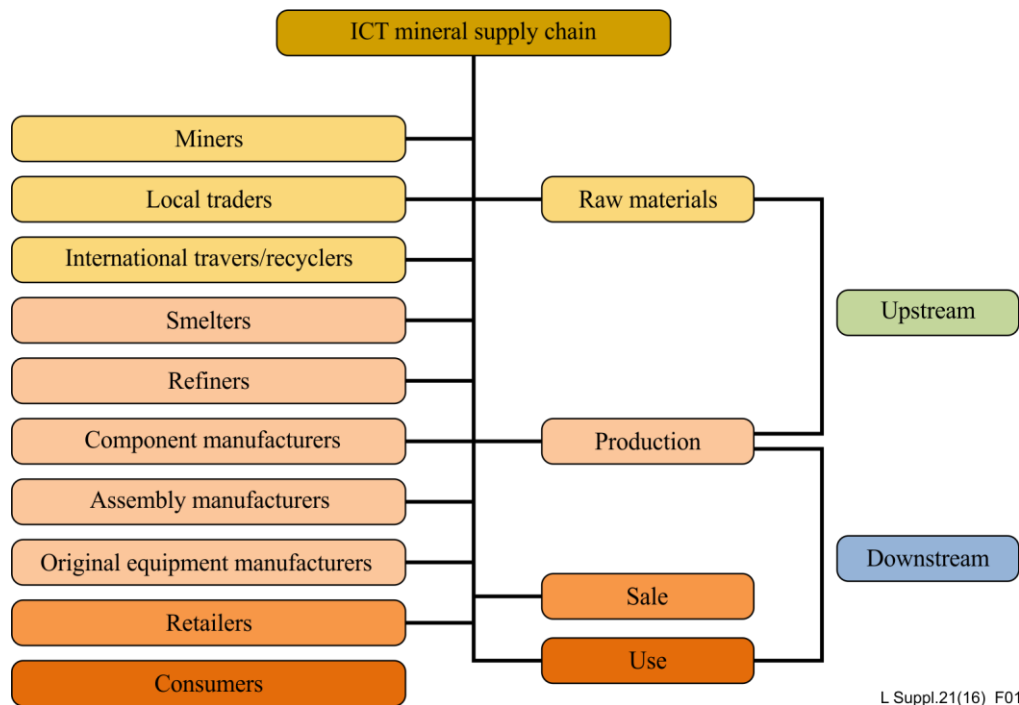 ICT mineral supply chain
Miners
Local traders
International travers/recyclers
Smelters
Refiners
Component manufacturers
Assembly manufacturers
Original equipment manufacturers
Retailers
Consumers
Raw materials
Production
Sale
Use
Upstream
Downstream
L Suppl.21(16)_F01